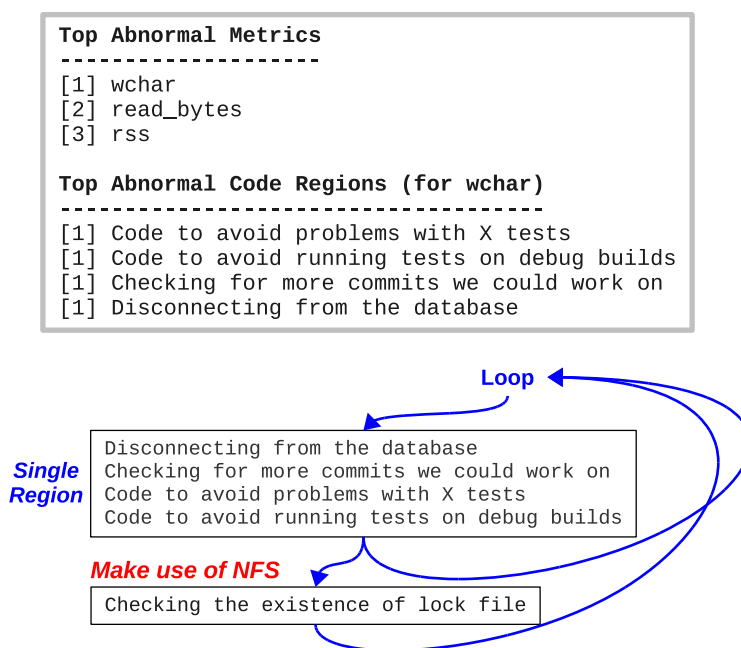 Top Abnormal Metrics
--------------------
[1] wchar
[2] read_bytes
[3] rss
Top Abnormal Code Regions (for wchar)
-------------------------------------
[1] Code to avoid problems with X tests
[1] Code to avoid running tests on debug builds
[1] Checking for more commits we could work on
[1] Disconnecting from the database
Loop
Single
Region
Disconnecting from the database
Checking for more commits we could work on
Code to avoid problems with X tests
Code to avoid running tests on debug builds
Make use of NFS
Checking the existence of lock file